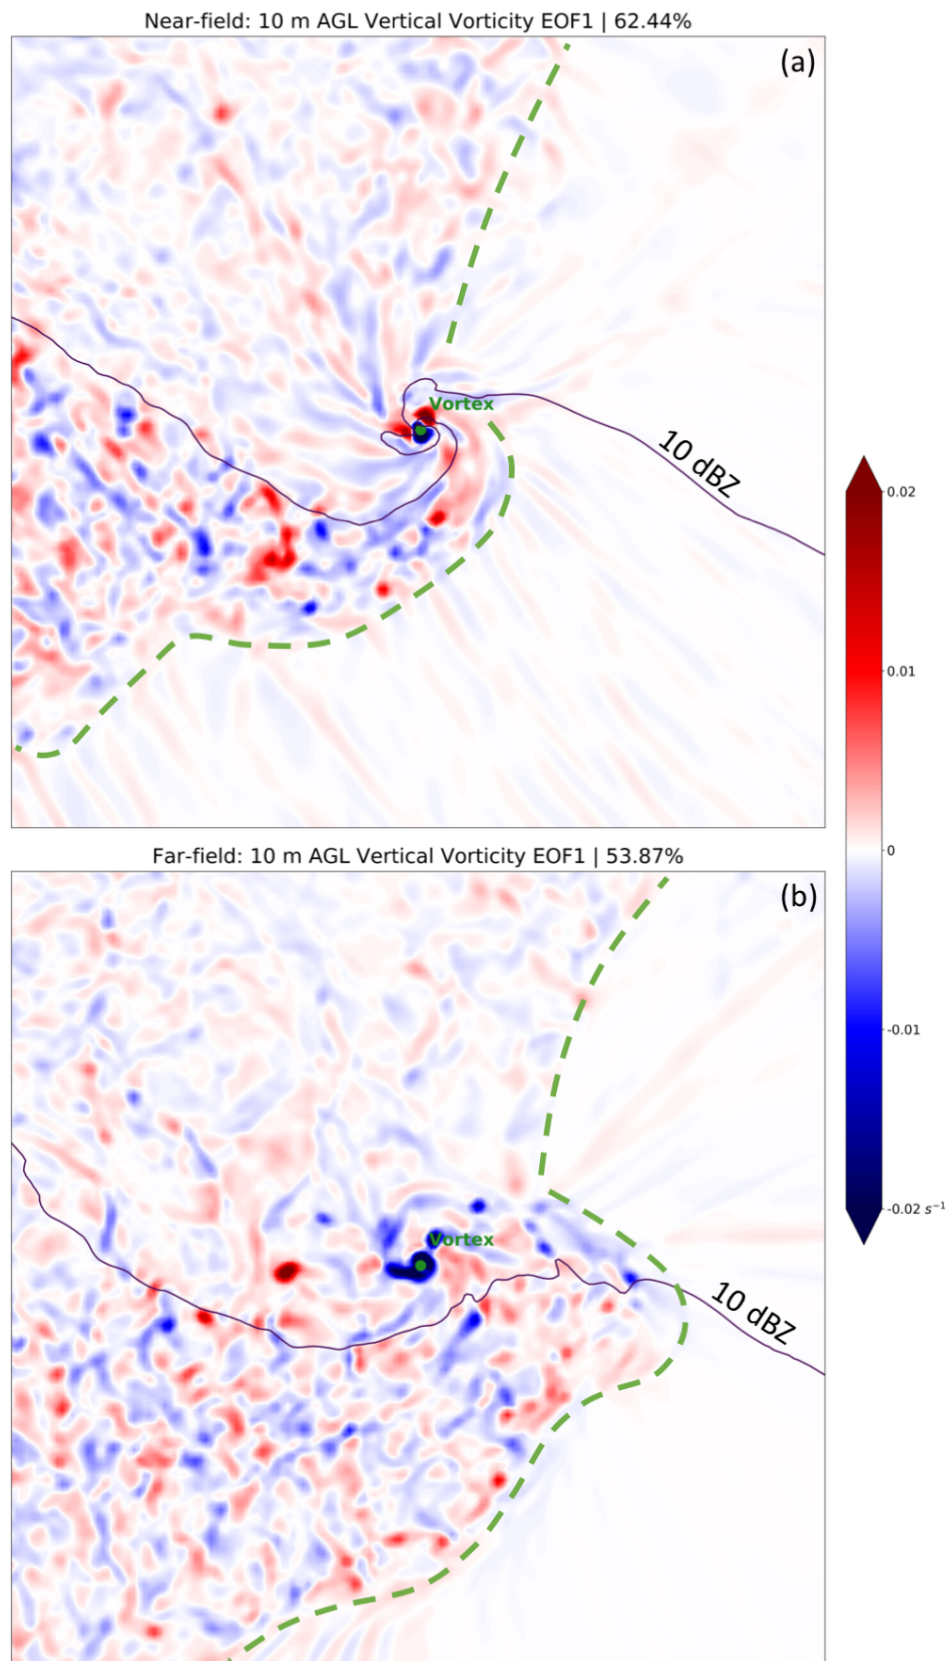 Near-field: 10 m AGL Vertical Vorticity EOF1 | 62.44%
(a)
Vortex
10 dBZ
0.02
0.01
0
-0.01
-0.02 s⁻¹
Far-field: 10 m AGL Vertical Vorticity EOF1 | 53.87%
(b)
Vortex
10 dBZ